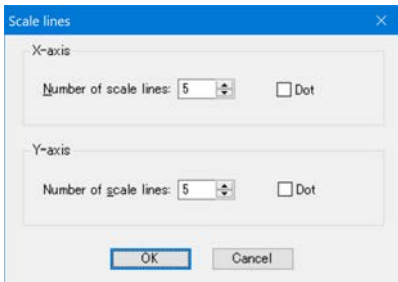 Scale lines
X-axis
Number of scale lines: 5 Dot
Y-axis
Number of scale lines: 5 Dot
OK Cancel